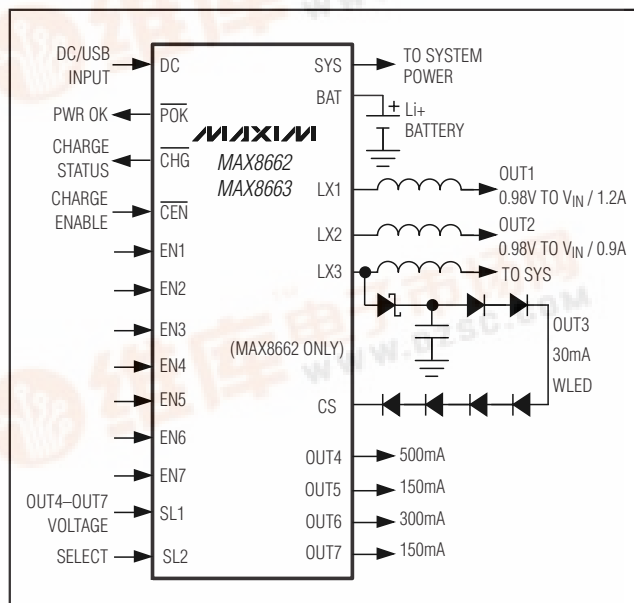 DC/USB
INPUT
DC
SYS
TO SYSTEM
POWER
PWR OK
POK
BAT
+
Li+
BATTERY
MAXIM
CHARGE
STATUS
CHG
MAX8662
MAX8663
CHARGE
ENABLE
CEN
LX1
OUT1
0.98V TO VIN / 1.2A
EN1
LX2
OUT2
0.98V TO VIN / 0.9A
EN2
LX3
TO SYS
EN3
(MAX8662 ONLY)
OUT3
30mA
WLED
EN4
EN5
CS
EN6
OUT4
500mA
EN7
OUT5
150mA
OUT4–OUT7
VOLTAGE
SL1
OUT6
300mA
SELECT
SL2
OUT7
150mA